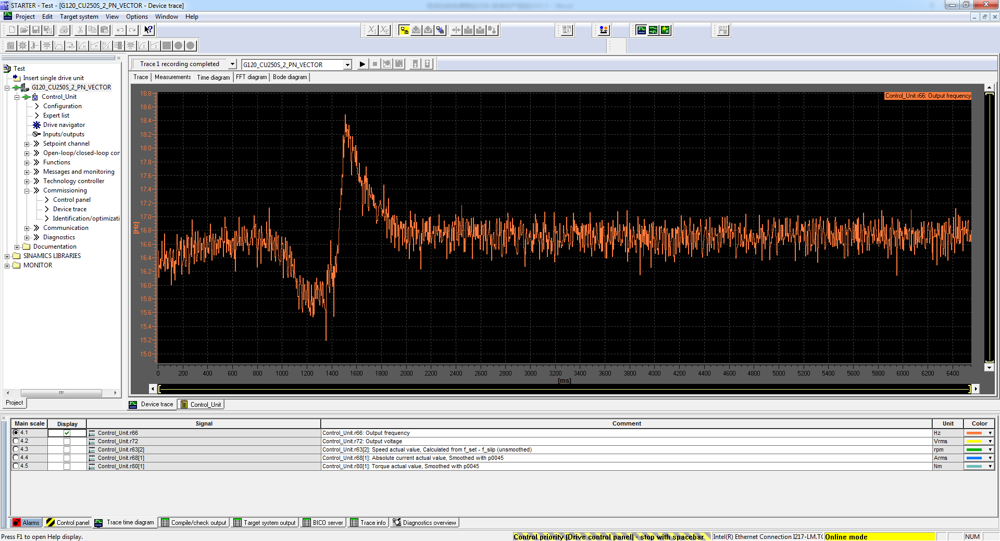 STARTER - Test - [G120_CU250S_2_PN_VECTOR - Device trace]
Project Edit Target system View Options Window Help
Test
Insert single drive unit
G120_CU250S_2_PN_VECTOR
Control_Unit
Configuration
Expert list
Drive navigator
Inputs/outputs
Setpoint channel
Open-loop/closed-loop cor
Functions
Messages and monitoring
Technology controller
Commissioning
Control panel
Device trace
Identification/optimizati
Communication
Diagnostics
Documentation
SINAMICS LIBRARIES
MONITOR
Project
Trace1 recording completed G120_CU250S_2_PN_VECTOR
Trace Measurements Time diagram FFT diagram Bode diagram
Control_Unit.r66: Output frequency
18.8
18.6
18.4
18.2
18.0
17.8
17.6
17.4
17.2
17.0
16.8
16.6
16.4
16.2
16.0
15.8
15.6
15.4
15.2
15.0
[Hz]
0 200 400 600 800 1000 1200 1400 1600 1800 2000 2200 2400 2600 2800 3000 3200 3400 3600 3800 4000 4200 4400 4600 4800 5000 5200 5400 5600 5800 6000 6200 6400
[ms]
Device trace Control_Unit
Main scale Display Signal Comment Unit Color
4.1 Control_Unit.r66 Control_Unit.r66: Output frequency Hz
4.2 Control_Unit.r72 Control_Unit.r72: Output voltage Vrms
4.3 Control_Unit.r63[2] Control_Unit.r63[2]: Speed actual value, Calculated from f_set - f_slip (unsmoothed) rpm
4.4 Control_Unit.r68[1] Control_Unit.r68[1]: Absolute current actual value, Smoothed with p0045 Arms
4.5 Control_Unit.r80[1] Control_Unit.r80[1]: Torque actual value, Smoothed with p0045 Nm
Alarms Control panel Trace time diagram Compile/check output Target system output BICO server Trace info Diagnostics overview
Press F1 to open Help display. Control priority [Drive control panel] - stop with spacebar Intel(R) Ethernet Connection I217-LM.TC Online mode NUM